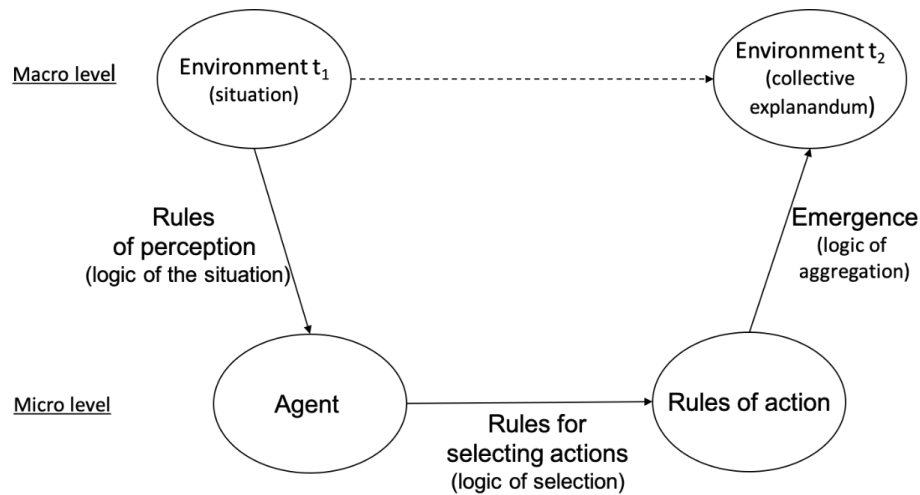 Macro level
Environment t₁
(situation)
Environment t₂
(collective
explanandum)
Rules
of perception
(logic of the situation)
Emergence
(logic of
aggregation)
Micro level
Agent
Rules for
selecting actions
(logic of selection)
Rules of action